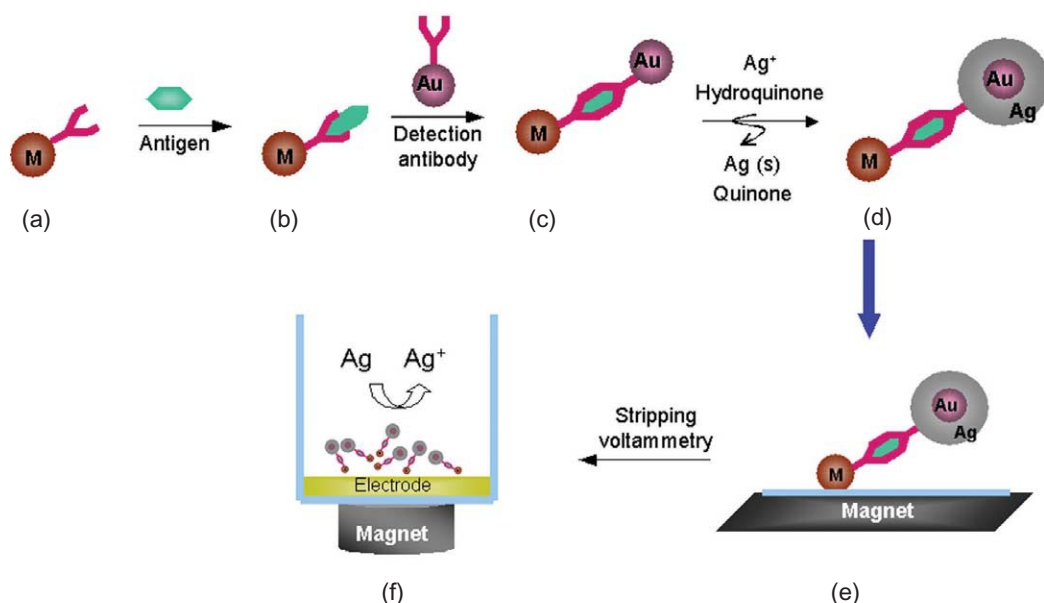 M
(a)
Antigen
M
(b)
Au
Detection
antibody
Au
M
(c)
Ag⁺
Hydroquinone
Ag (s)
Quinone
Au
Ag
M
(d)
Au
Ag
M
Magnet
(e)
Stripping
voltammetry
Ag Ag⁺
Electrode
Magnet
(f)